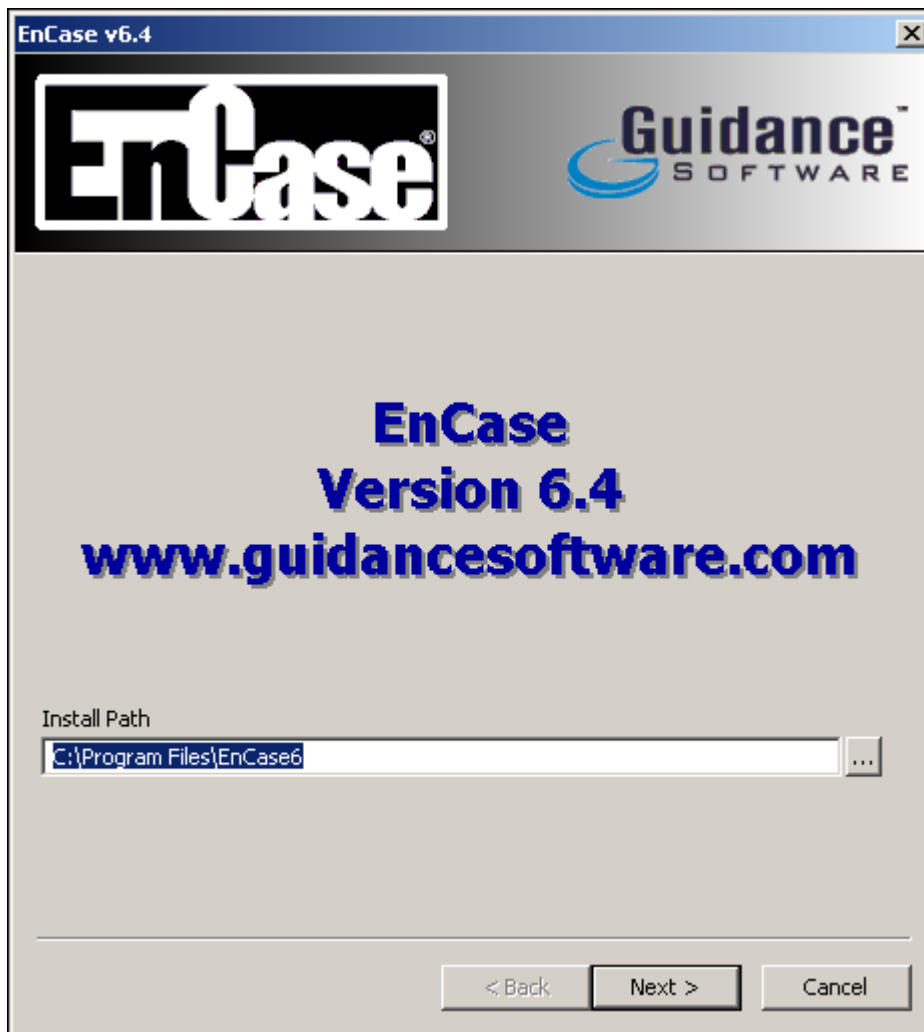 EnCase v6.4
EnCase®
Guidance™
SOFTWARE
EnCase
Version 6.4
www.guidancesoftware.com
Install Path
C:\Program Files\EnCase6
...
< Back
Next >
Cancel